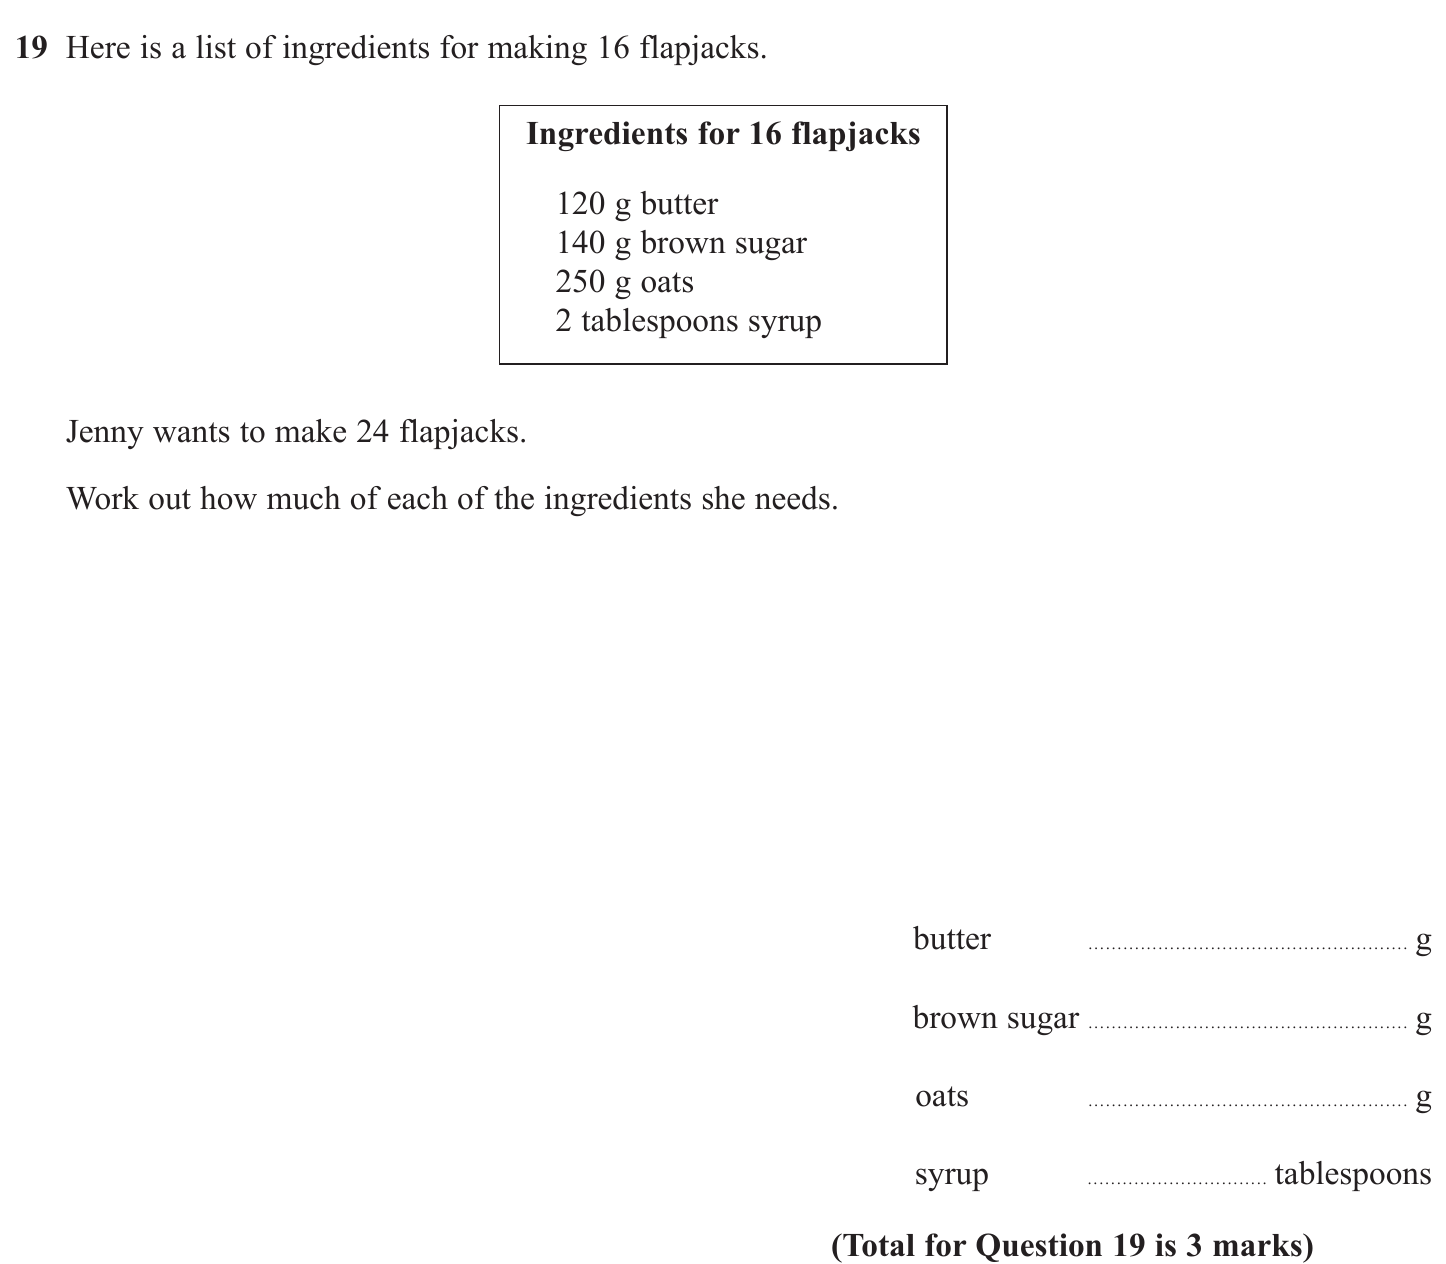 19 Here is a list of ingredients for making 16 flapjacks.
Ingredients for 16 flapjacks
120 g butter
140 g brown sugar
250 g oats
2 tablespoons syrup
Jenny wants to make 24 flapjacks.
Work out how much of each of the ingredients she needs.
butter ...................................................... g
brown sugar ...................................................... g
oats ...................................................... g
syrup .............................. tablespoons
(Total for Question 19 is 3 marks)